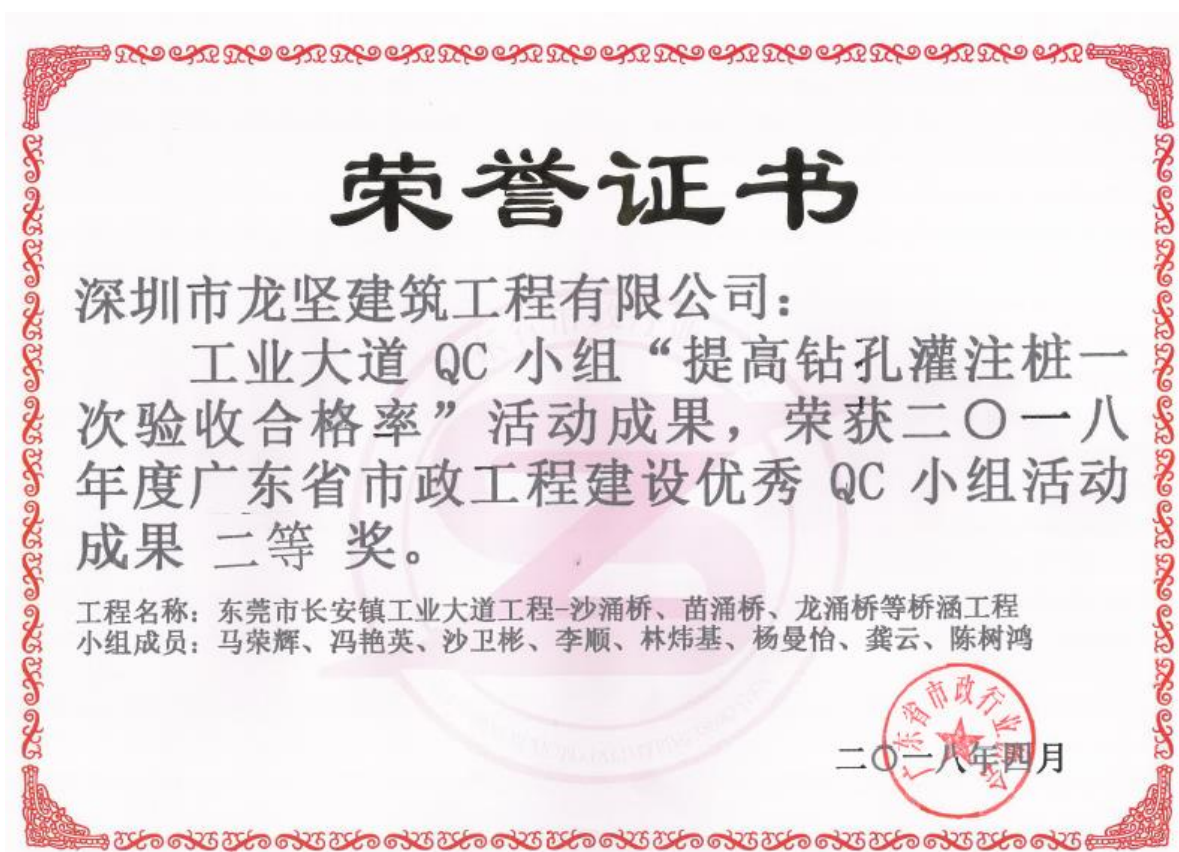 荣誉证书
深圳市龙坚建筑工程有限公司：
工业大道 QC 小组“提高钻孔灌注桩一
次验收合格率”活动成果，荣获二〇一八
年度广东省市政工程建设优秀 QC 小组活动
成果 二等 奖。
工程名称：东莞市长安镇工业大道工程-沙涌桥、苗涌桥、龙涌桥等桥涵工程
小组成员：马荣辉、冯艳英、沙卫彬、李顺、林炜基、杨曼怡、龚云、陈树鸿
广东省市政行业协会
二〇一八年四月